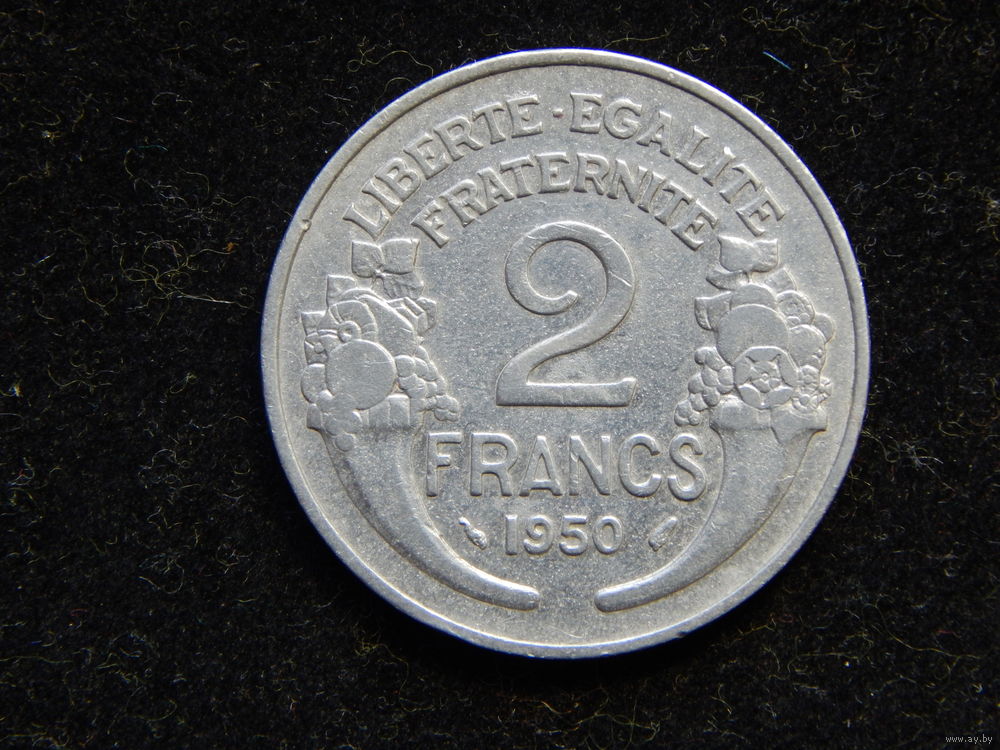 LIBERTE · EGALITE
FRATERNITE
2
FRANCS
1950
www.ay.by